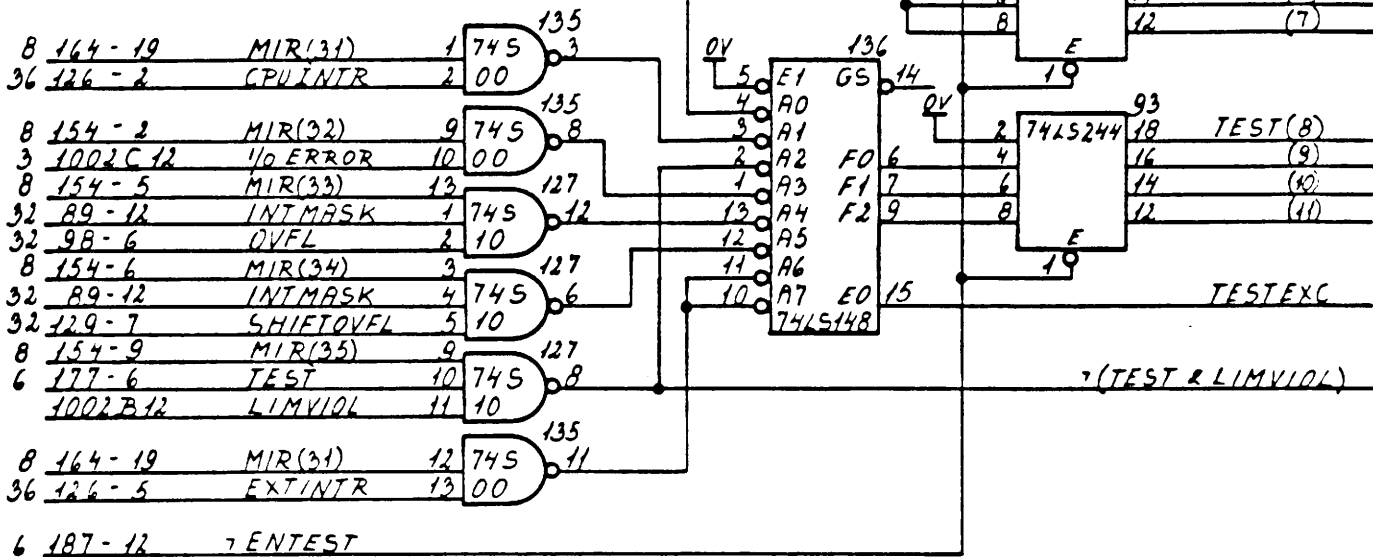 8 12 (7)
E
1
135
8 164-19 MIR(31) 1 74S 3
36 126-2 CPUINTR 2 00
135
8 154-2 MIR(32) 9 74S 8
3 1002C12 I/O ERROR 10 00
8 154-5 MIR(33) 13 127
32 89-12 INTMASK 1 74S 12
32 98-6 OVFL 2 10
8 154-6 MIR(34) 3 127
32 89-12 INTMASK 4 74S 6
32 129-7 SHIFTOVFL 5 10
8 154-9 MIR(35) 9 127
6 177-6 TEST 10 74S 8
1002B12 LIMVIOL 11 10
135
8 164-19 MIR(31) 12 74S 11
36 126-5 EXTINTR 13 00
6 187-12 ¬ENTEST
0V 136
5 E1 GS 14
4 A0
3 A1
2 A2 F0 6
1 A3 F1 7
13 A4 F2 9
12 A5
11 A6
10 A7 E0 15 TESTEXC
74LS148
0V 93
2 74LS244 18 TEST(8)
4 16 (9)
6 14 (10)
8 12 (11)
E
1
¬(TEST & LIMVIOL)